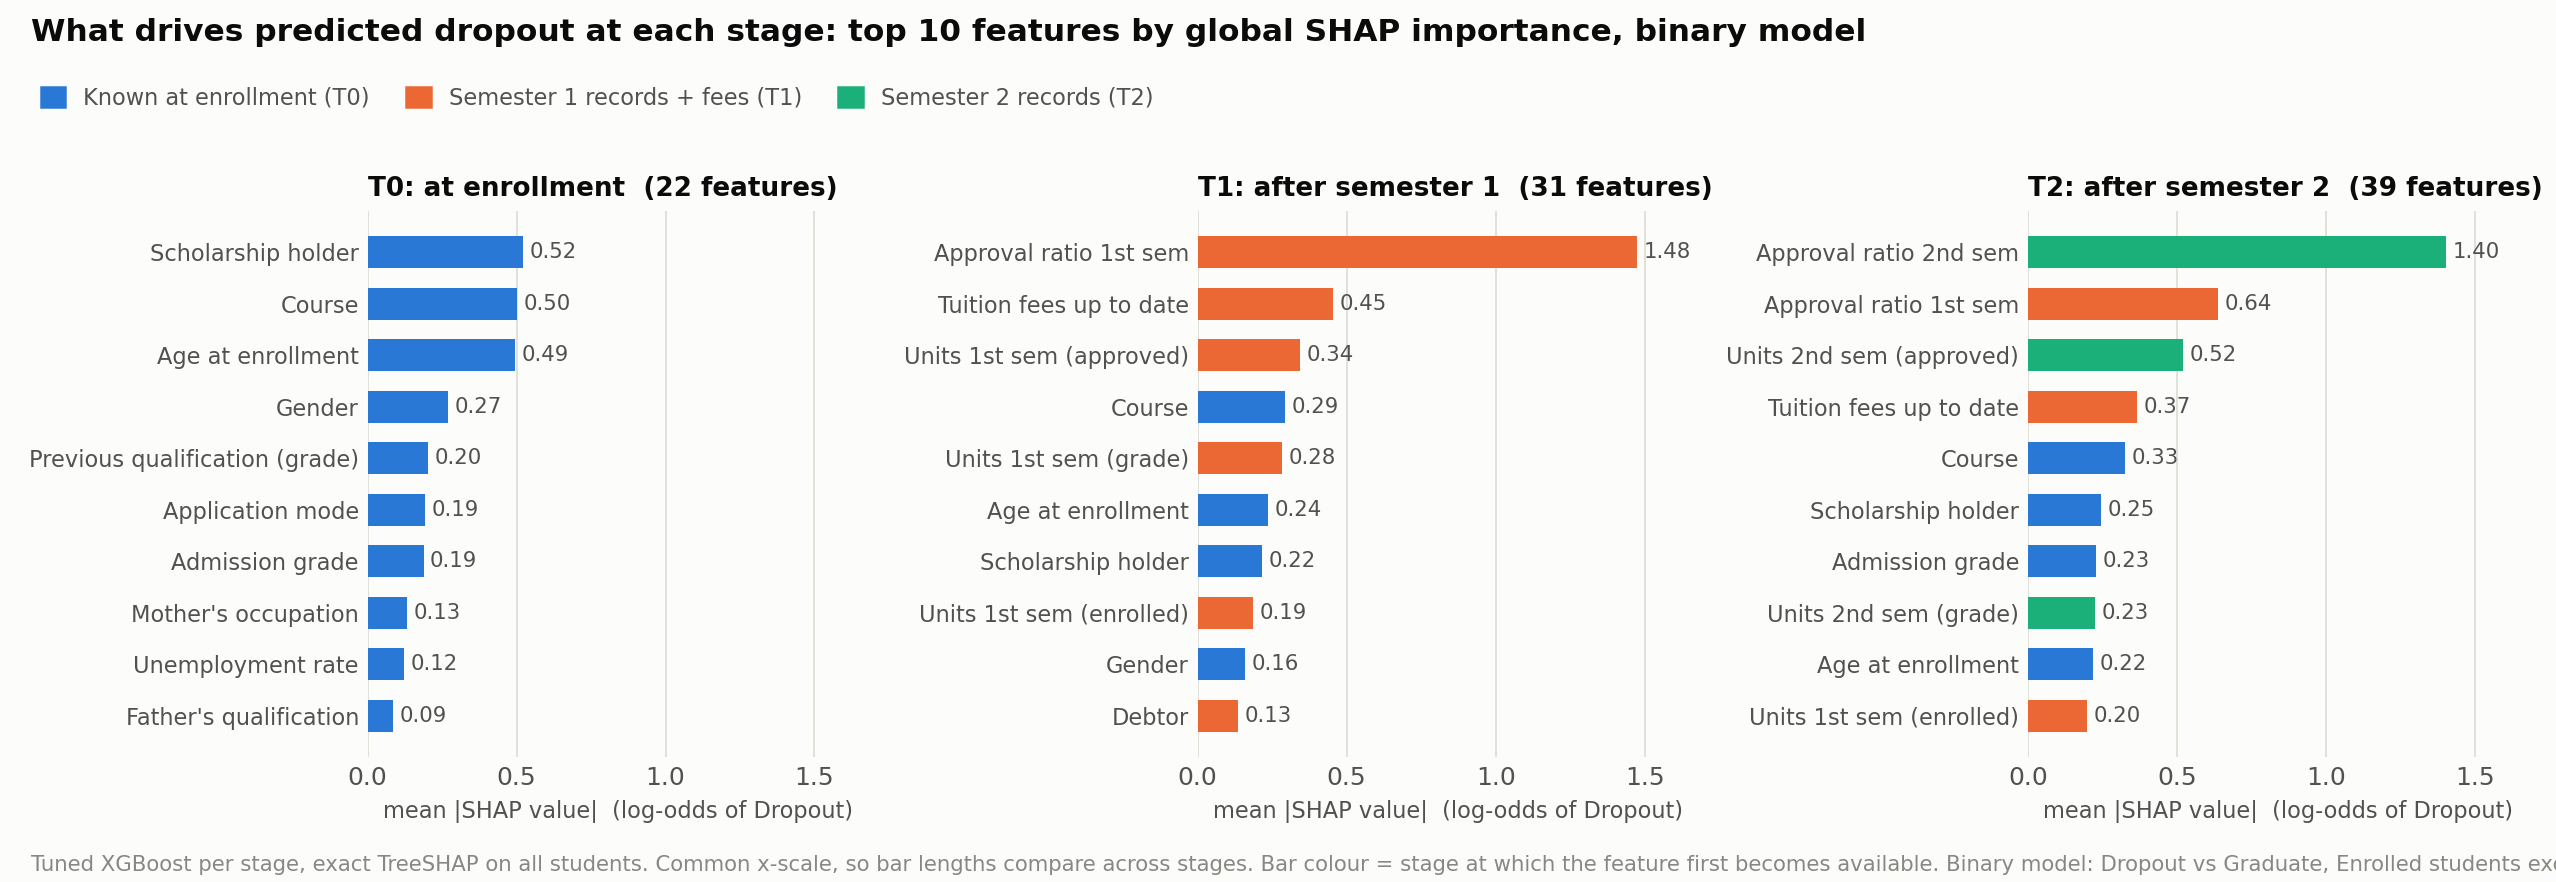 What drives predicted dropout at each stage: top 10 features by global SHAP importance, binary model
Known at enrollment (T0)
Semester 1 records + fees (T1)
Semester 2 records (T2)
T0: at enrollment (22 features)
Scholarship holder 0.52
Course 0.50
Age at enrollment 0.49
Gender 0.27
Previous qualification (grade) 0.20
Application mode 0.19
Admission grade 0.19
Mother's occupation 0.13
Unemployment rate 0.12
Father's qualification 0.09
0.0 0.5 1.0 1.5
mean |SHAP value| (log-odds of Dropout)
T1: after semester 1 (31 features)
Approval ratio 1st sem 1.48
Tuition fees up to date 0.45
Units 1st sem (approved) 0.34
Course 0.29
Units 1st sem (grade) 0.28
Age at enrollment 0.24
Scholarship holder 0.22
Units 1st sem (enrolled) 0.19
Gender 0.16
Debtor 0.13
0.0 0.5 1.0 1.5
mean |SHAP value| (log-odds of Dropout)
T2: after semester 2 (39 features)
Approval ratio 2nd sem 1.40
Approval ratio 1st sem 0.64
Units 2nd sem (approved) 0.52
Tuition fees up to date 0.37
Course 0.33
Scholarship holder 0.25
Admission grade 0.23
Units 2nd sem (grade) 0.23
Age at enrollment 0.22
Units 1st sem (enrolled) 0.20
0.0 0.5 1.0 1.5
mean |SHAP value| (log-odds of Dropout)
Tuned XGBoost per stage, exact TreeSHAP on all students. Common x-scale, so bar lengths compare across stages. Bar colour = stage at which the feature first becomes available. Binary model: Dropout vs Graduate, Enrolled students